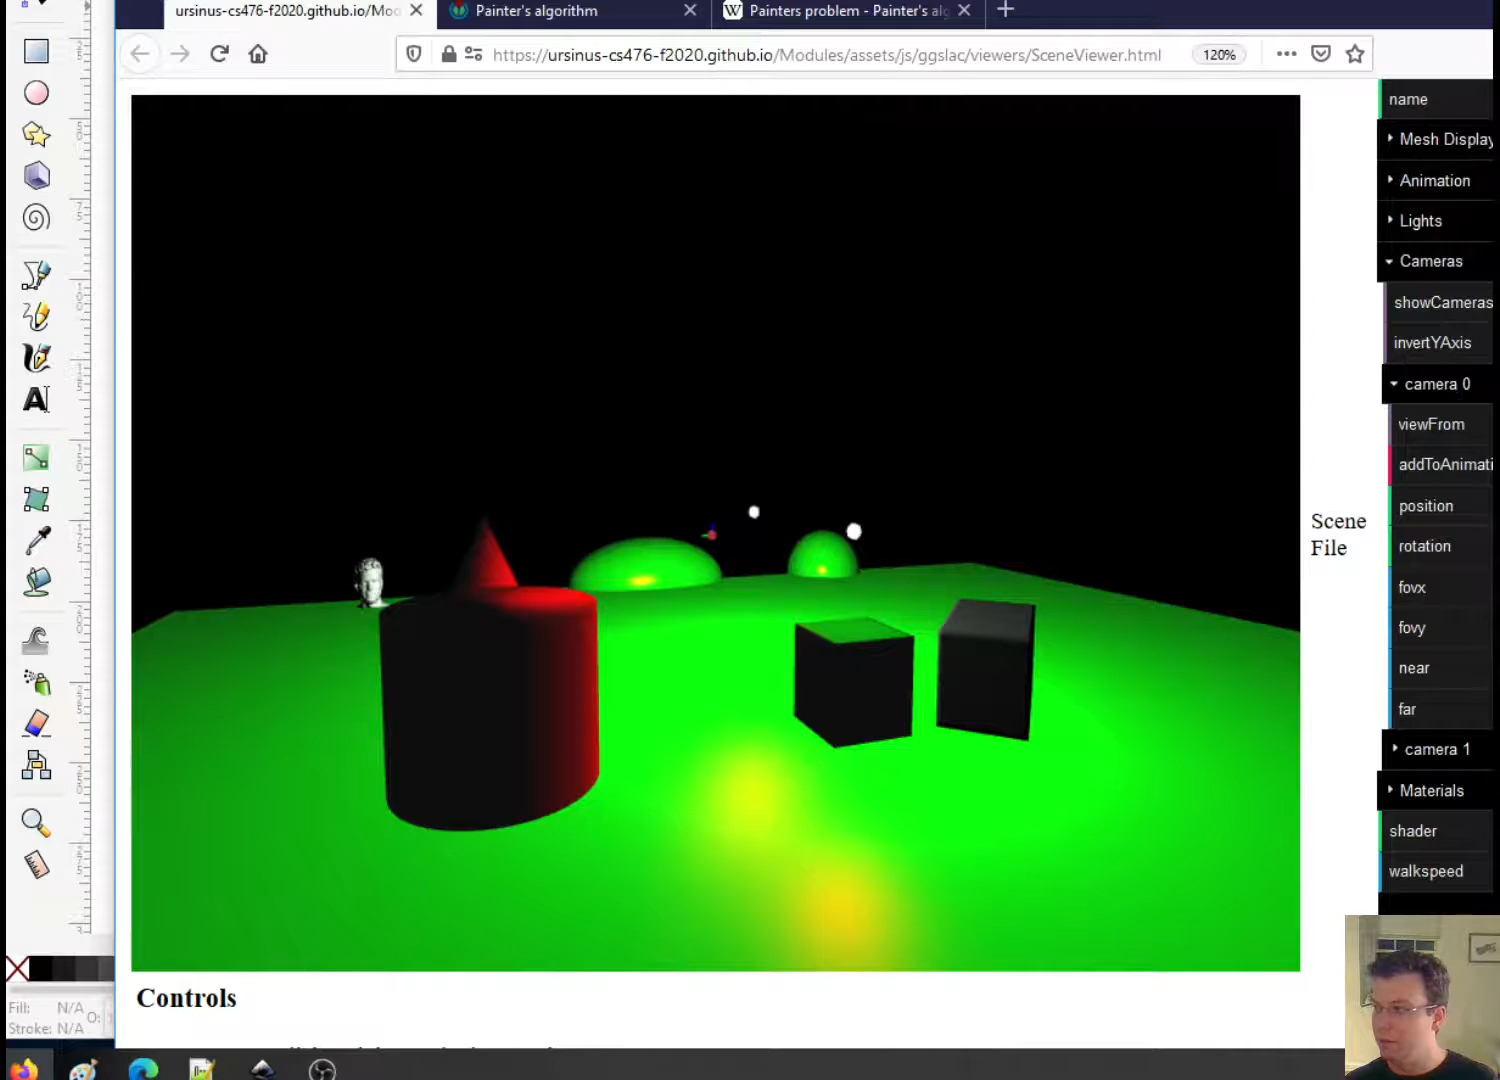 ursinus-cs476-f2020.github.io/Mod
Painter's algorithm
Painters problem - Painter's alg
https://ursinus-cs476-f2020.github.io/Modules/assets/js/ggslac/viewers/SceneViewer.html
120%
name
Mesh Display
Animation
Lights
Cameras
showCameras
invertYAxis
camera 0
viewFrom
addToAnimati
position
rotation
fovx
fovy
near
far
camera 1
Materials
shader
walkspeed
Scene
File
Controls
Fill: N/A
Stroke: N/A
O: